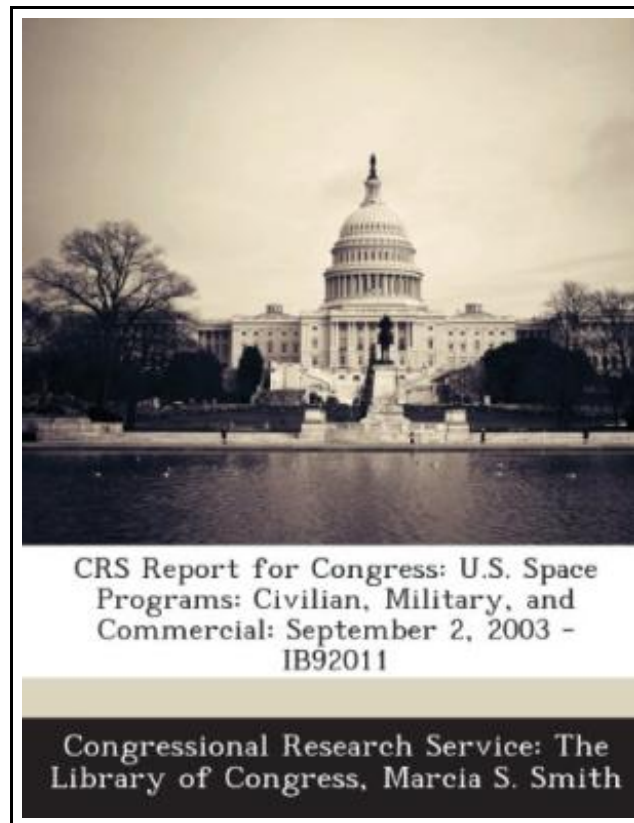 CRS Report for Congress: U.S. Space
Programs: Civilian, Military, and
Commercial: September 2, 2003 -
IB92011
Congressional Research Service: The
Library of Congress, Marcia S. Smith